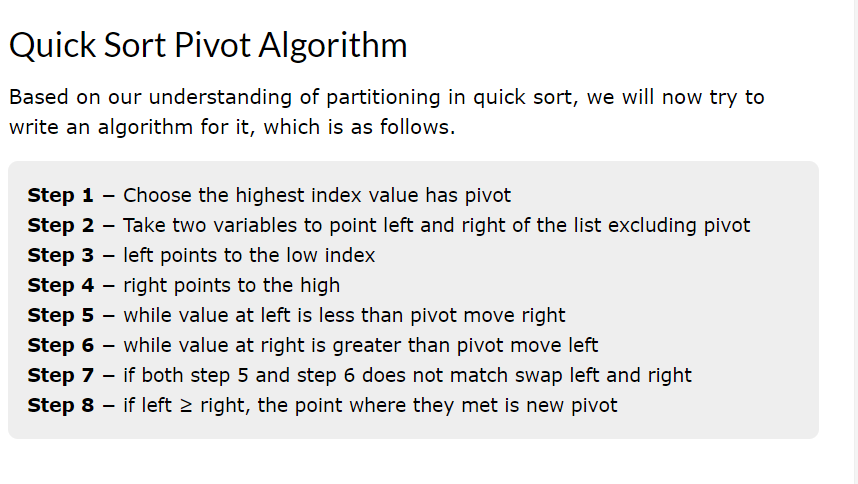 Quick Sort Pivot Algorithm
Based on our understanding of partitioning in quick sort, we will now try to
write an algorithm for it, which is as follows.
Step 1 − Choose the highest index value has pivot
Step 2 − Take two variables to point left and right of the list excluding pivot
Step 3 − left points to the low index
Step 4 − right points to the high
Step 5 − while value at left is less than pivot move right
Step 6 − while value at right is greater than pivot move left
Step 7 − if both step 5 and step 6 does not match swap left and right
Step 8 − if left ≥ right, the point where they met is new pivot